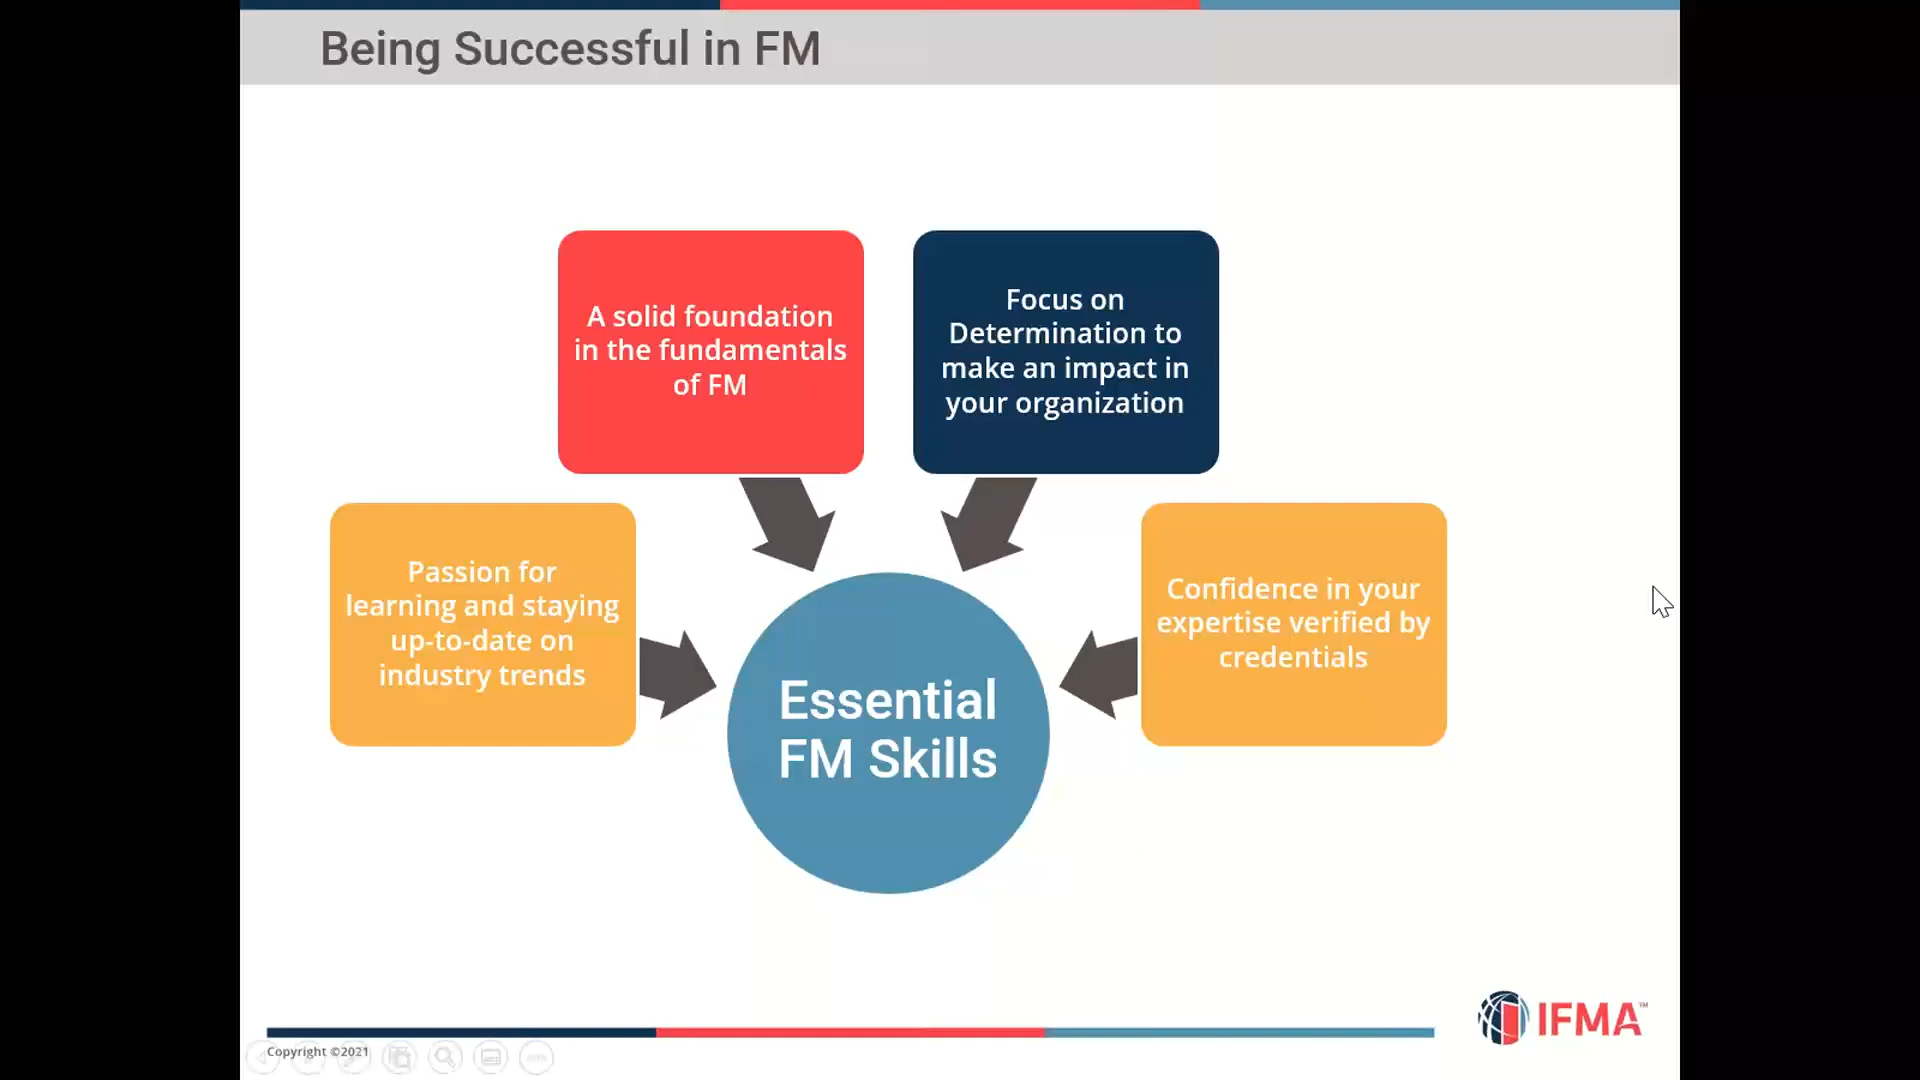 Being Successful in FM
A solid foundation
in the fundamentals
of FM
Focus on
Determination to
make an impact in
your organization
Passion for
learning and staying
up-to-date on
industry trends
Confidence in your
expertise verified by
credentials
Essential
FM Skills
IFMA™
Copyright ©2021